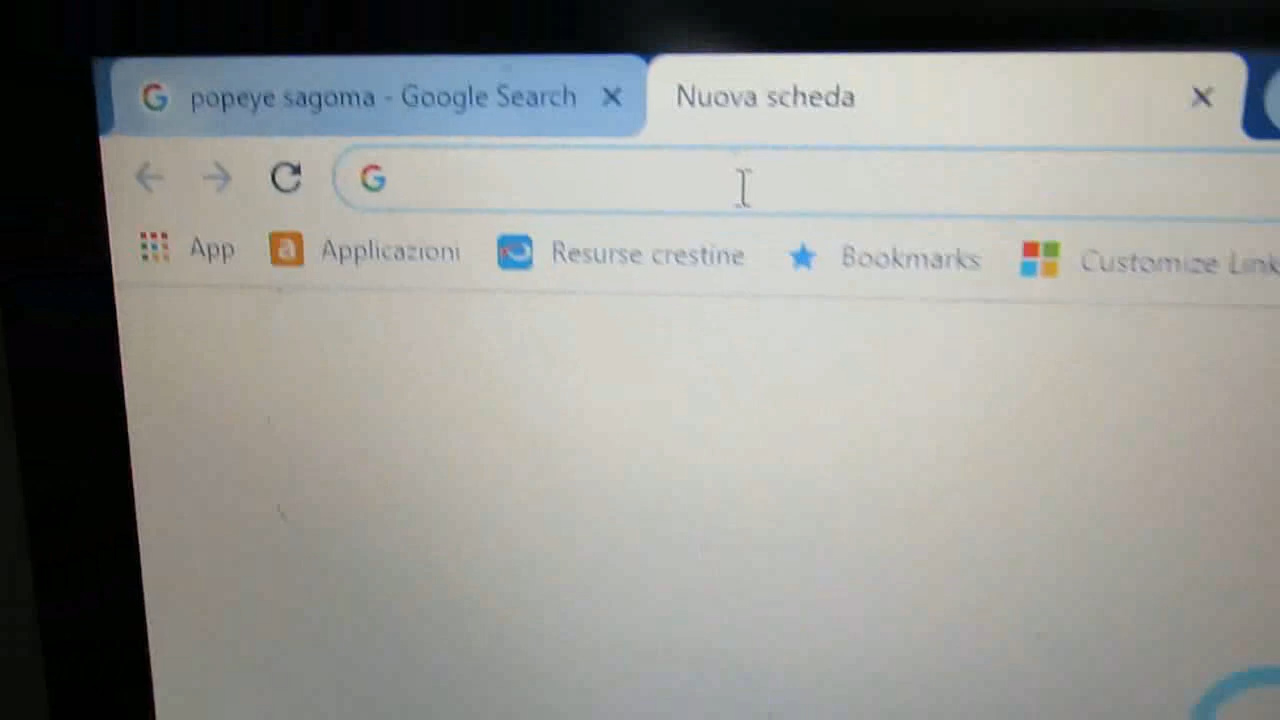 popeye sagoma - Google Search
Nuova scheda
App
Applicazioni
Resurse crestine
Bookmarks
Customize Link